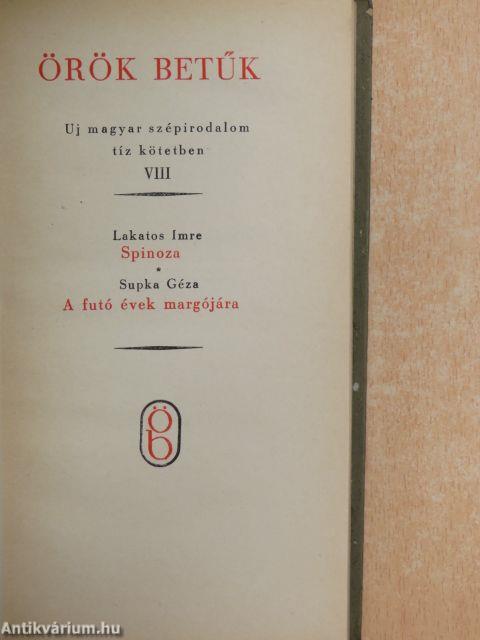 ÖRÖK BETŰK
Uj magyar szépirodalom
tíz kötetben
VIII
Lakatos Imre
Spinoza
*
Supka Géza
A futó évek margójára
ö
b
Antikvárium.hu